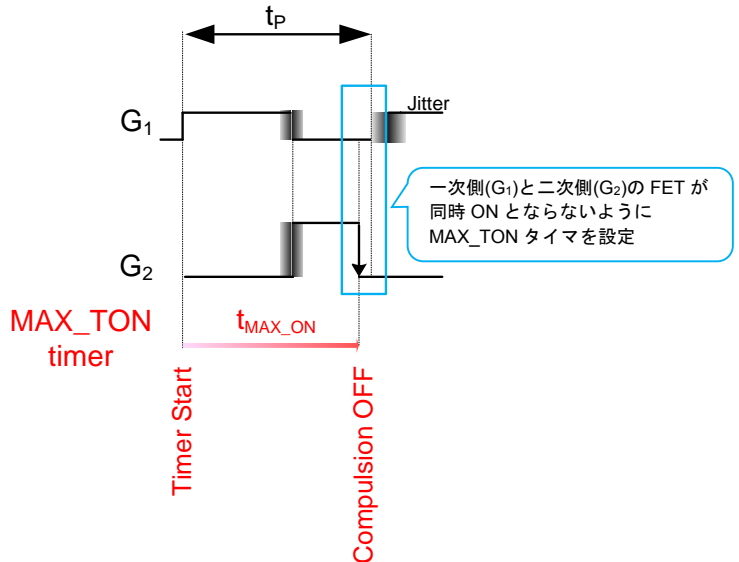 tP
G1
Jitter
一次側(G1)と二次側(G2)の FET が
同時 ON とならないように
MAX_TON タイマを設定
G2
MAX_TON
timer
tMAX_ON
Timer Start
Compulsion OFF